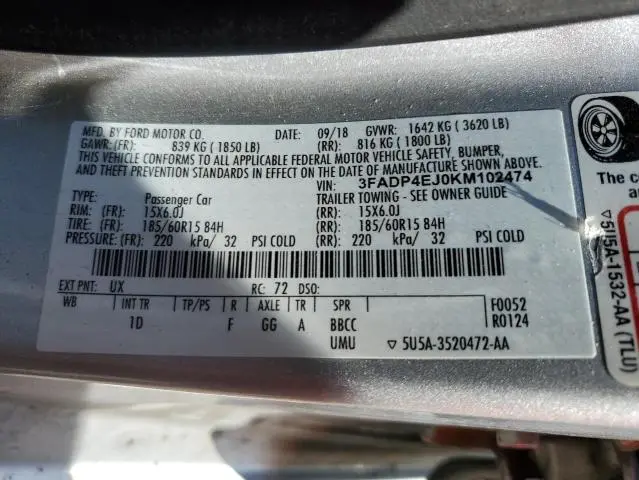 MFD. BY FORD MOTOR CO. DATE: 09/18 GVWR: 1642 KG ( 3620 LB)
GAWR: (FR): 839 KG ( 1850 LB) (RR): 816 KG ( 1800 LB)
THIS VEHICLE CONFORMS TO ALL APPLICABLE FEDERAL MOTOR VEHICLE SAFETY, BUMPER,
AND THEFT PREVENTION STANDARDS IN EFFECT ON THE DATE OF MANUFACTURE SHOWN ABOVE.
VIN: 3FADP4EJ0KM102474
TYPE: Passenger Car TRAILER TOWING - SEE OWNER GUIDE
RIM: (FR): 15X6.0J (RR): 15X6.0J
TIRE: (FR): 185/60R15 84H (RR): 185/60R15 84H
PRESSURE: (FR): 220 kPa/ 32 PSI COLD (RR): 220 kPa/ 32 PSI COLD
EXT PNT: UX RC: 72 DSO:
WB INT TR TP/PS R AXLE TR SPR F0052
1D F GG A BBCC R0124
UMU ▽ 5U5A-3520472-AA
The co
a
▽ 5U5A-1532-AA (TLU)